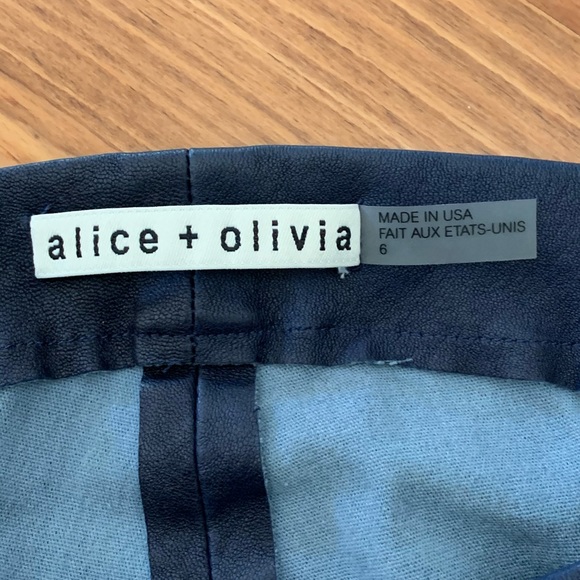 alice + olivia
MADE IN USA
FAIT AUX ETATS-UNIS
6